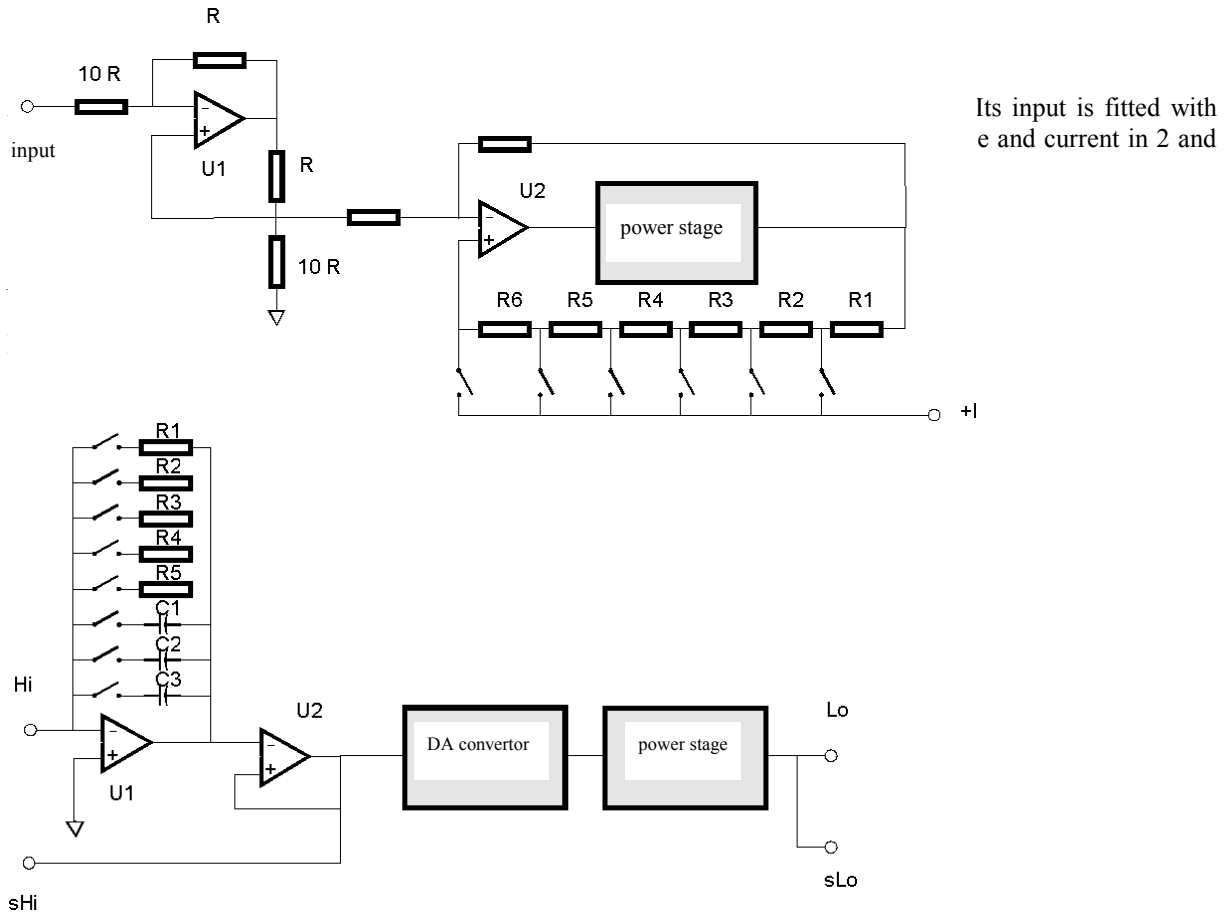 R
10 R
Its input is fitted with
e and current in 2 and
input
-
+
U1
R
U2
-
+
power stage
10 R
R6 R5 R4 R3 R2 R1
+I
R1
R2
R3
R4
R5
C1
C2
C3
Hi
U2
Lo
-
+
-
+
DA convertor
power stage
U1
sHi
sLo